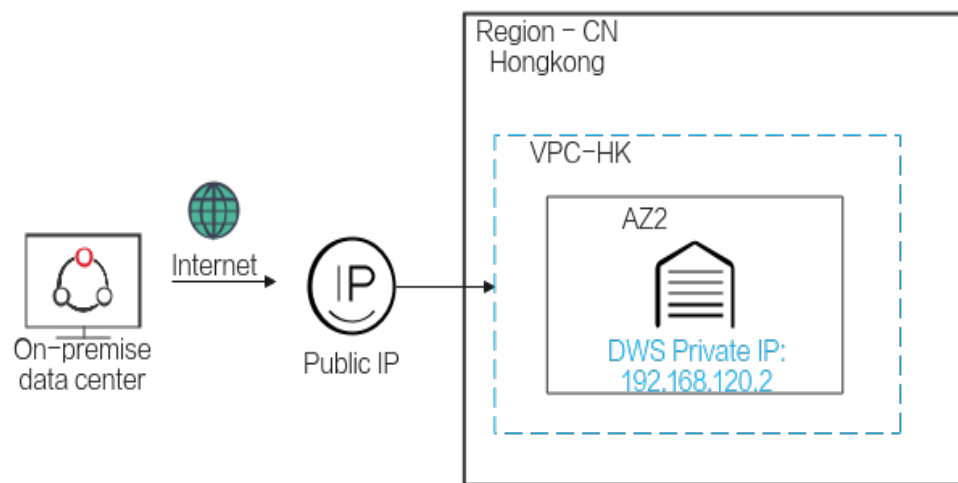 Region - CN
Hongkong
VPC-HK
AZ2
Internet
IP
Public IP
On-premise
data center
DWS Private IP:
192.168.120.2